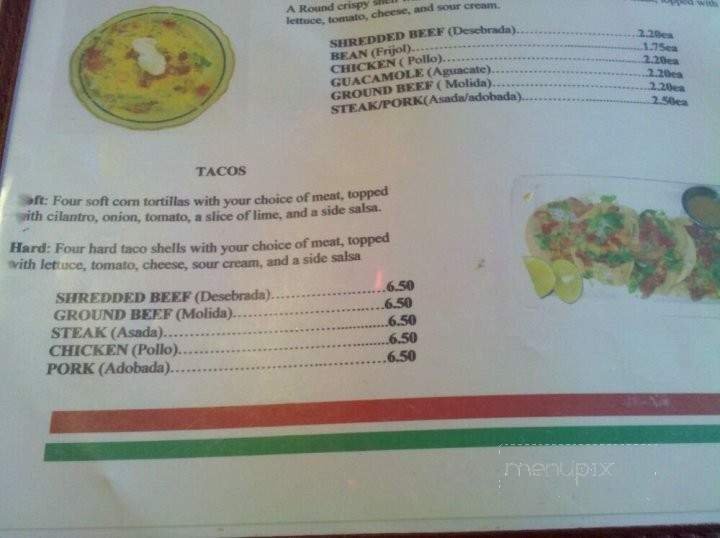 A Round crispy shell
topped with
lettuce, tomato, cheese, and sour cream.
SHREDDED BEEF (Desebrada)..................2.20ea
BEAN (Frijol)..................1.75ea
CHICKEN ( Pollo)..................2.20ea
GUACAMOLE (Aguacate)..................2.20ea
GROUND BEEF ( Molida)..................2.20ea
STEAK/PORK(Asada/adobada)..................2.50ea
TACOS
oft: Four soft corn tortillas with your choice of meat, topped
with cilantro, onion, tomato, a slice of lime, and a side salsa.
Hard: Four hard taco shells with your choice of meat, topped
with lettuce, tomato, cheese, sour cream, and a side salsa
SHREDDED BEEF (Desebrada)..................6.50
GROUND BEEF (Molida)..................6.50
STEAK (Asada)..................6.50
CHICKEN (Pollo)..................6.50
PORK (Adobada)..................6.50
menupix